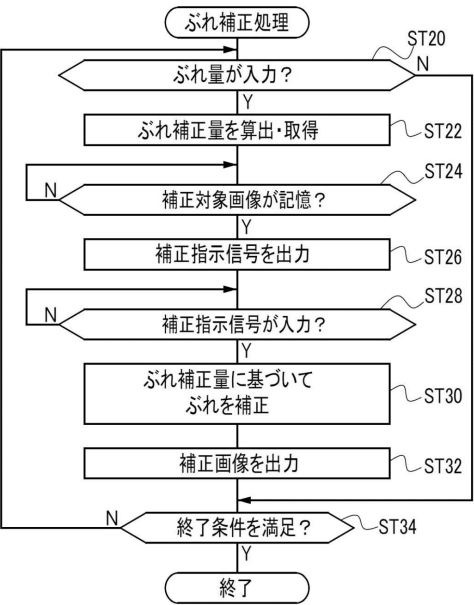 ぶれ補正処理
ST20
ぶれ量が入力？
N
Y
ぶれ補正量を算出・取得
ST22
ST24
N
補正対象画像が記憶？
Y
補正指示信号を出力
ST26
ST28
N
補正指示信号が入力？
Y
ぶれ補正量に基づいて
ぶれを補正
ST30
補正画像を出力
ST32
N
終了条件を満足？
ST34
Y
終了